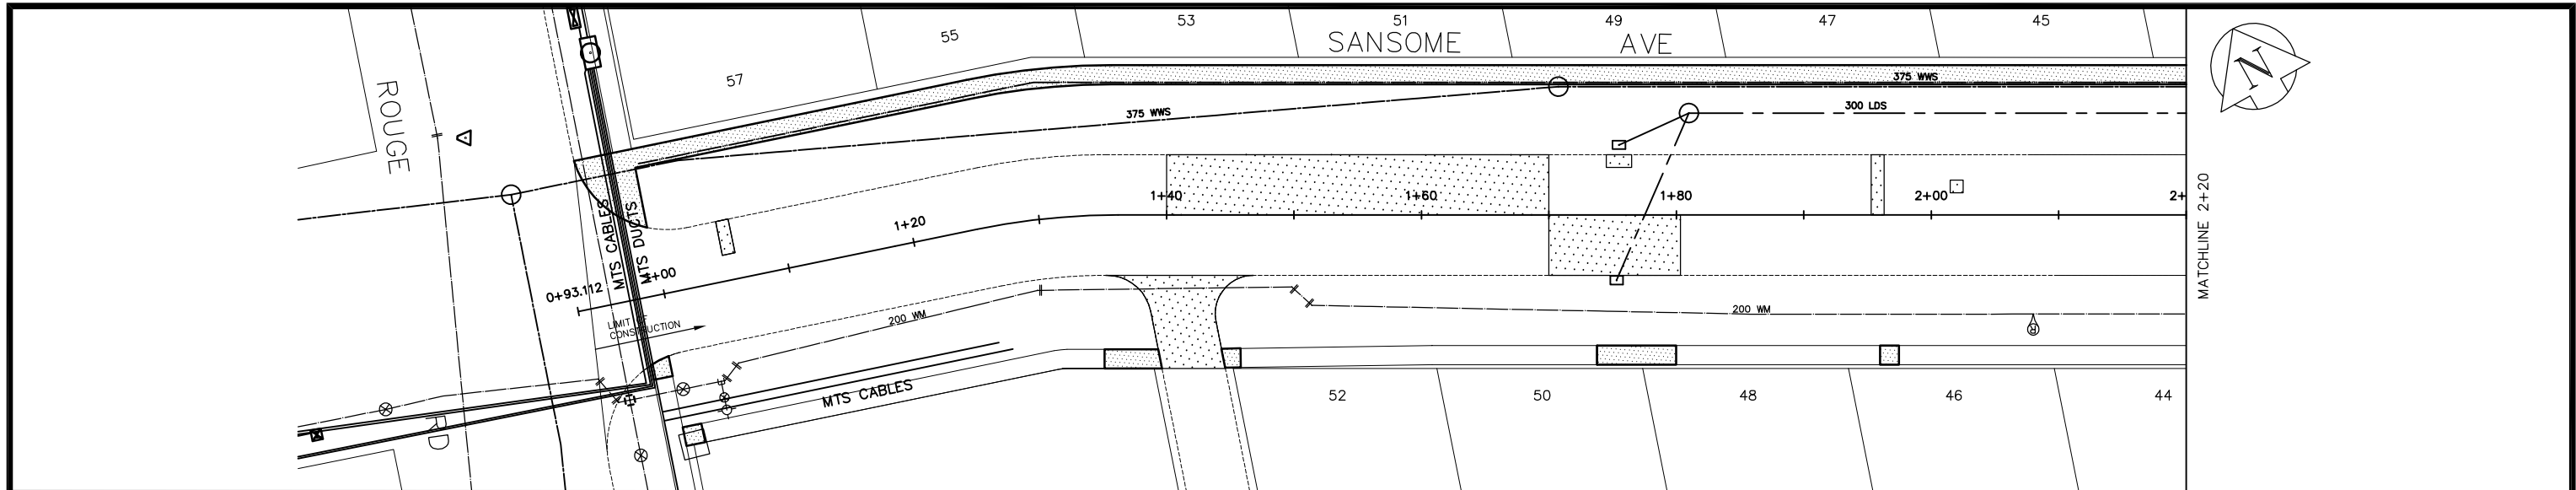 53 51 49 47 45
55
SANSOME AVE
57
N
ROUGE
375 WWS
300 LDS
375 WWS
MTS CABLES
MTS DUCTS
0+93.112
1+20
1+40
1+60
1+80
2+00
2+
MATCHLINE 2+20
LIMIT OF
CONSTRUCTION
200 WM
200 WM
MTS CABLES
RD
52 50 48 46 44